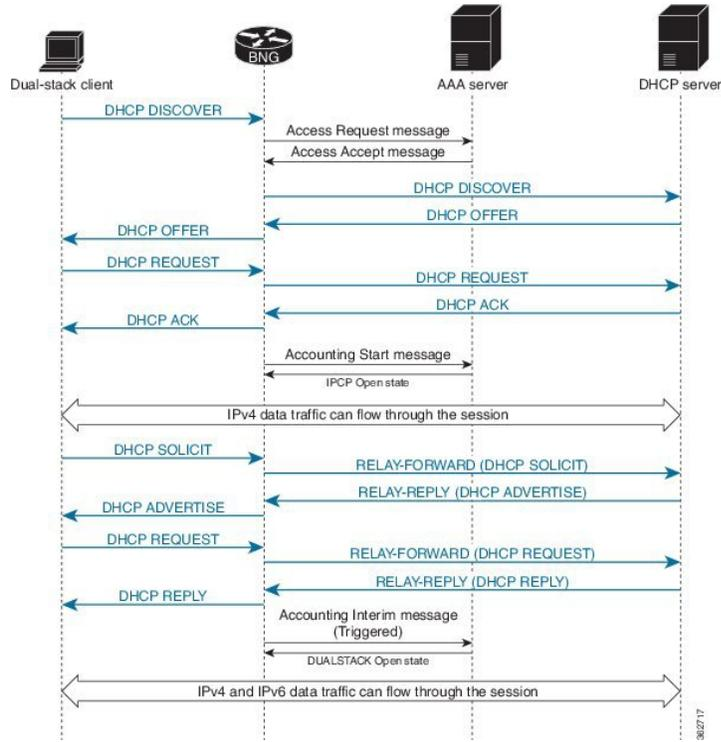 BNG
Dual-stack client
AAA server
DHCP server
DHCP DISCOVER
Access Request message
Access Accept message
DHCP DISCOVER
DHCP OFFER
DHCP OFFER
DHCP REQUEST
DHCP REQUEST
DHCP ACK
DHCP ACK
Accounting Start message
IPCP Open state
IPv4 data traffic can flow through the session
DHCP SOLICIT
RELAY-FORWARD (DHCP SOLICIT)
RELAY-REPLY (DHCP ADVERTISE)
DHCP ADVERTISE
DHCP REQUEST
RELAY-FORWARD (DHCP REQUEST)
RELAY-REPLY (DHCP REPLY)
DHCP REPLY
Accounting Interim message
(Triggered)
DUALSTACK Open state
IPv4 and IPv6 data traffic can flow through the session
362717